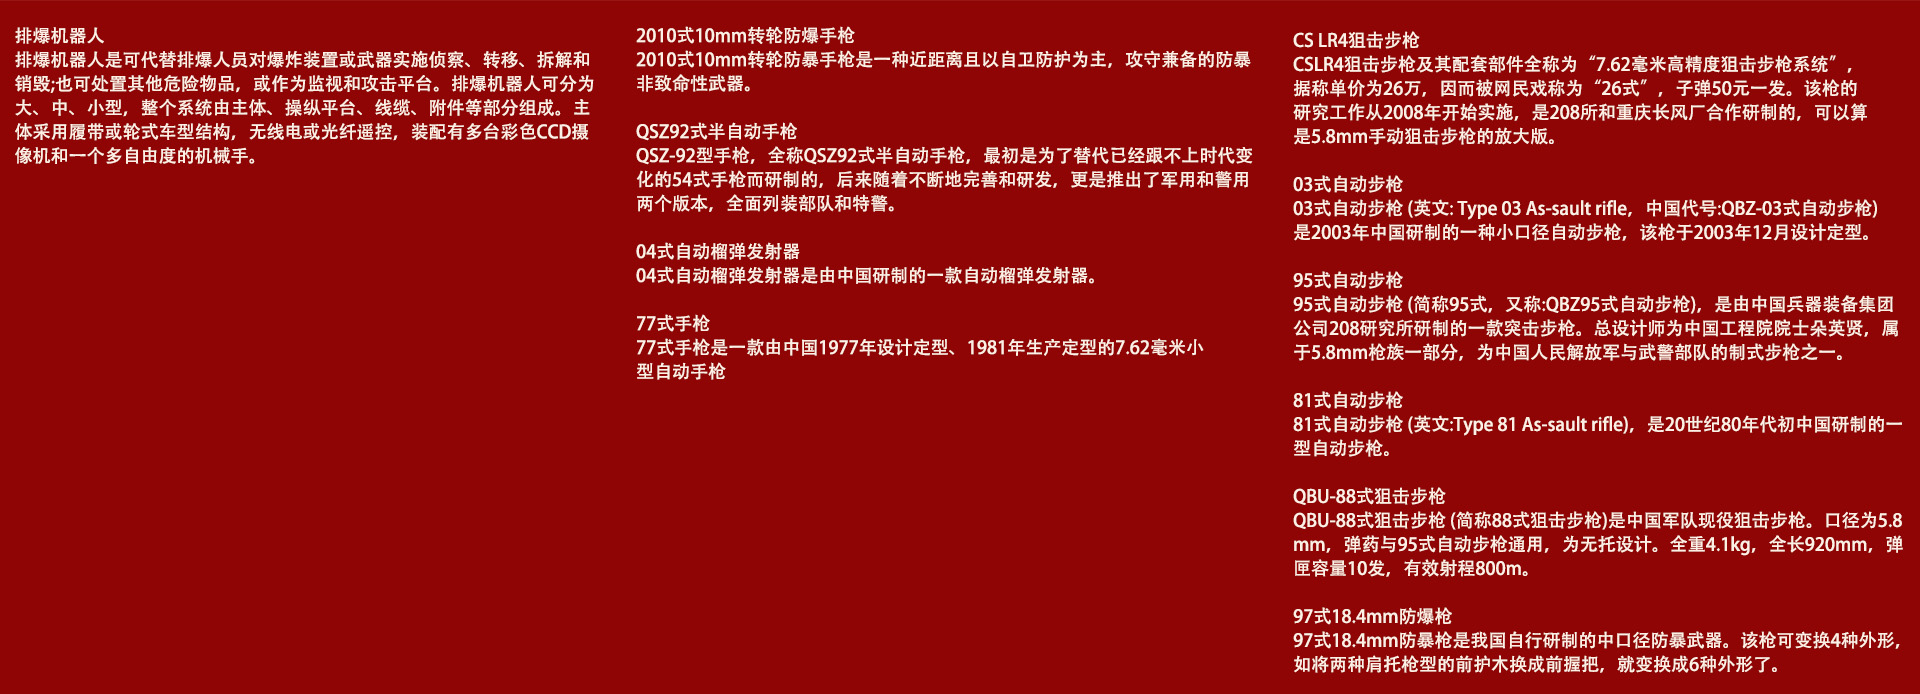 排爆机器人
排爆机器人是可代替排爆人员对爆炸装置或武器实施侦察、转移、拆解和
销毁;也可处置其他危险物品，或作为监视和攻击平台。排爆机器人可分为
大、中、小型，整个系统由主体、操纵平台、线缆、附件等部分组成。主
体采用履带或轮式车型结构，无线电或光纤遥控，装配有多台彩色CCD摄
像机和一个多自由度的机械手。
2010式10mm转轮防爆手枪
2010式10mm转轮防暴手枪是一种近距离且以自卫防护为主，攻守兼备的防暴
非致命性武器。
QSZ92式半自动手枪
QSZ-92型手枪，全称QSZ92式半自动手枪，最初是为了替代已经跟不上时代变
化的54式手枪而研制的，后来随着不断地完善和研发，更是推出了军用和警用
两个版本，全面列装部队和特警。
04式自动榴弹发射器
04式自动榴弹发射器是由中国研制的一款自动榴弹发射器。
77式手枪
77式手枪是一款由中国1977年设计定型、1981年生产定型的7.62毫米小
型自动手枪
CS LR4狙击步枪
CSLR4狙击步枪及其配套部件全称为“7.62毫米高精度狙击步枪系统”，
据称单价为26万，因而被网民戏称为“26式”，子弹50元一发。该枪的
研究工作从2008年开始实施，是208所和重庆长风厂合作研制的，可以算
是5.8mm手动狙击步枪的放大版。
03式自动步枪
03式自动步枪 (英文: Type 03 As-sault rifle，中国代号:QBZ-03式自动步枪)
是2003年中国研制的一种小口径自动步枪，该枪于2003年12月设计定型。
95式自动步枪
95式自动步枪 (简称95式，又称:QBZ95式自动步枪)，是由中国兵器装备集团
公司208研究所研制的一款突击步枪。总设计师为中国工程院院士朵英贤，属
于5.8mm枪族一部分，为中国人民解放军与武警部队的制式步枪之一。
81式自动步枪
81式自动步枪 (英文:Type 81 As-sault rifle)，是20世纪80年代初中国研制的一
型自动步枪。
QBU-88式狙击步枪
QBU-88式狙击步枪 (简称88式狙击步枪)是中国军队现役狙击步枪。口径为5.8
mm，弹药与95式自动步枪通用，为无托设计。全重4.1kg，全长920mm，弹
匣容量10发，有效射程800m。
97式18.4mm防爆枪
97式18.4mm防暴枪是我国自行研制的中口径防暴武器。该枪可变换4种外形，
如将两种肩托枪型的前护木换成前握把，就变换成6种外形了。